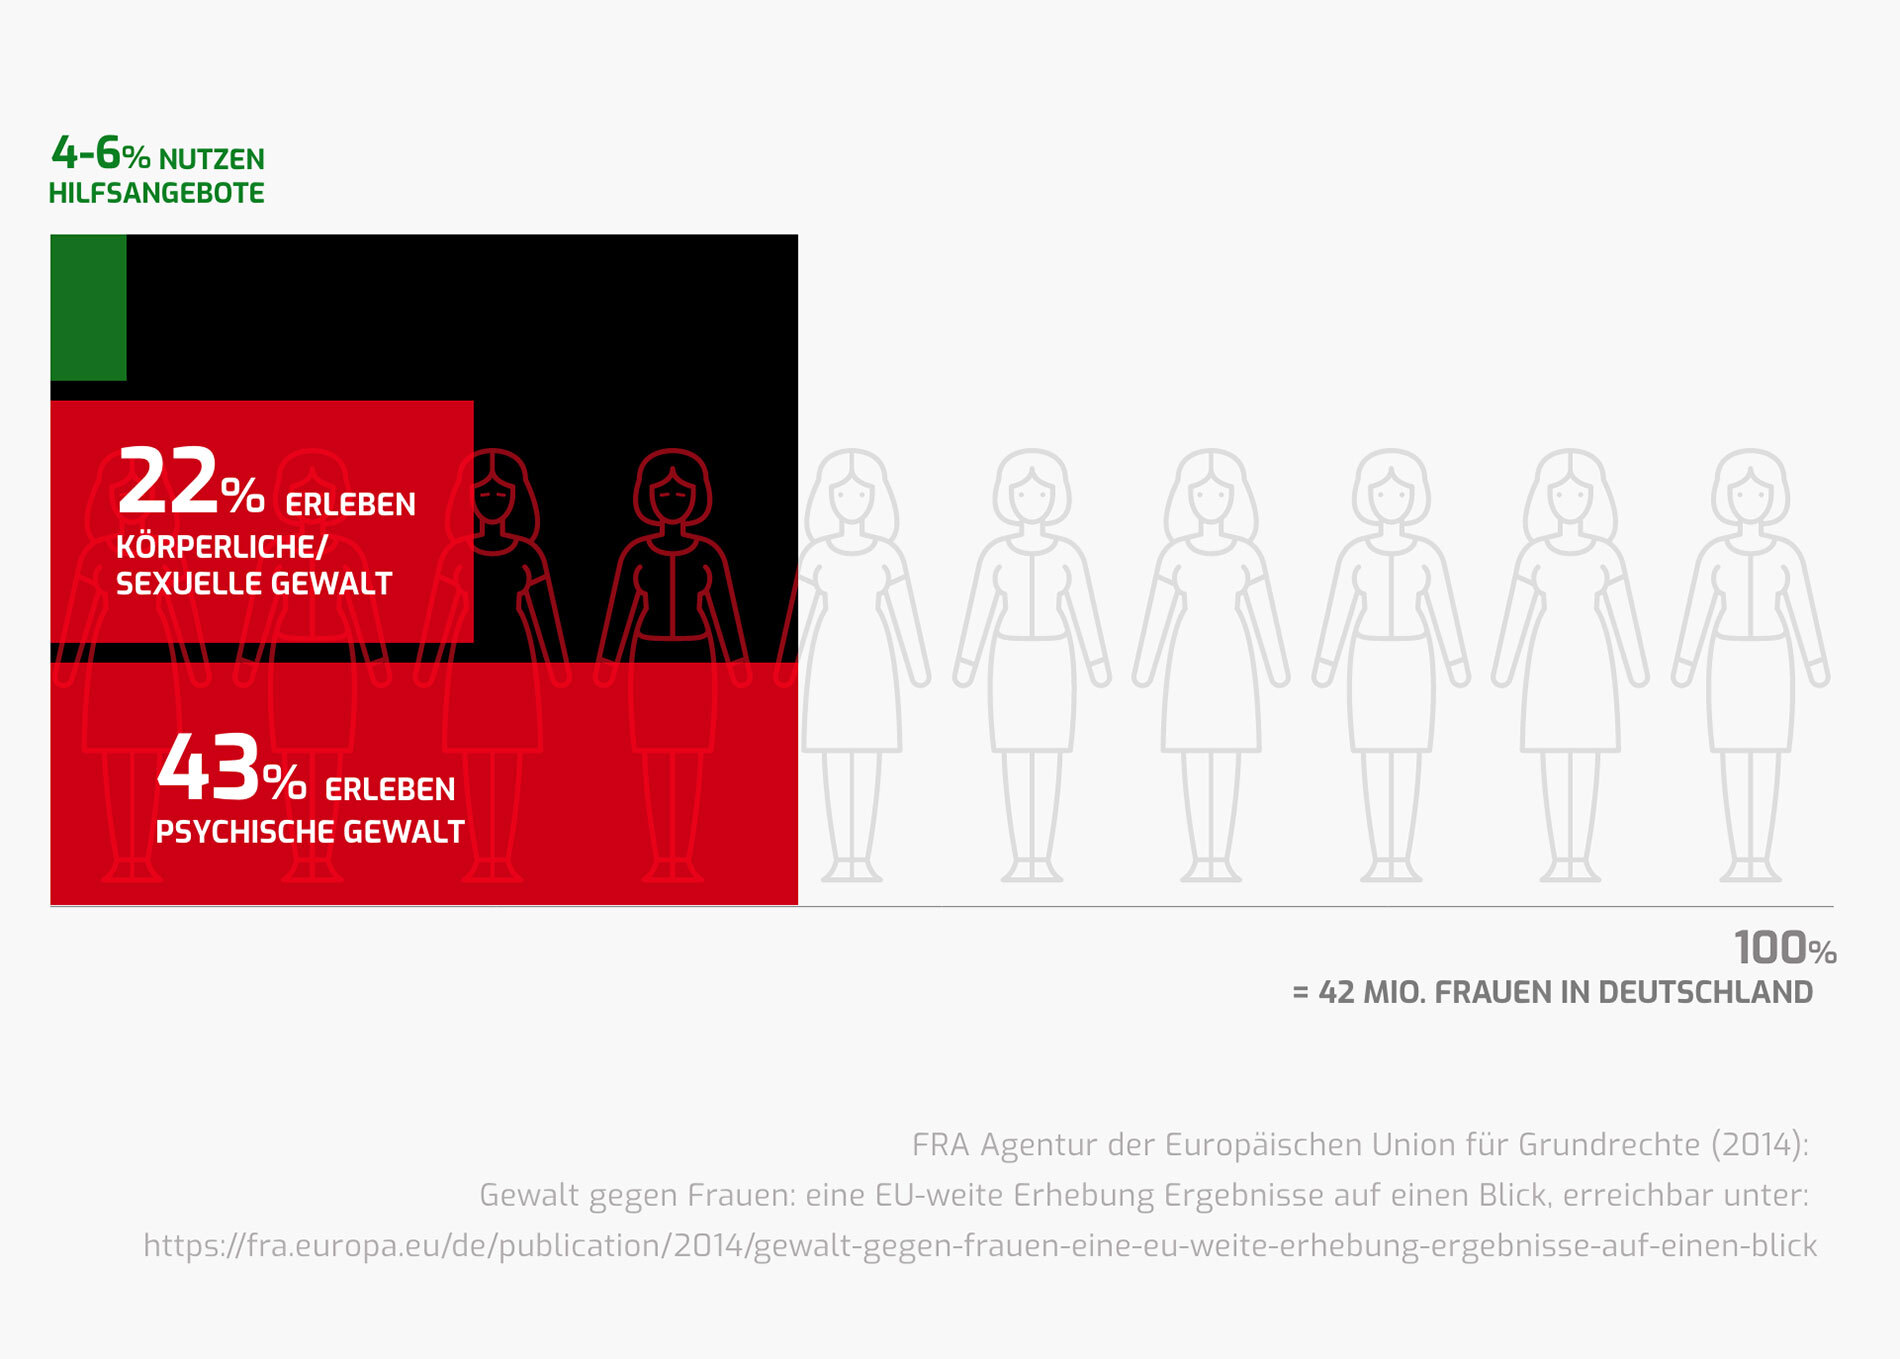 4-6% NUTZEN
HILFSANGEBOTE
22% ERLEBEN
KÖRPERLICHE/
SEXUELLE GEWALT
43% ERLEBEN
PSYCHISCHE GEWALT
100%
= 42 MIO. FRAUEN IN DEUTSCHLAND
FRA Agentur der Europäischen Union für Grundrechte (2014):
Gewalt gegen Frauen: eine EU-weite Erhebung Ergebnisse auf einen Blick, erreichbar unter:
https://fra.europa.eu/de/publication/2014/gewalt-gegen-frauen-eine-eu-weite-erhebung-ergebnisse-auf-einen-blick